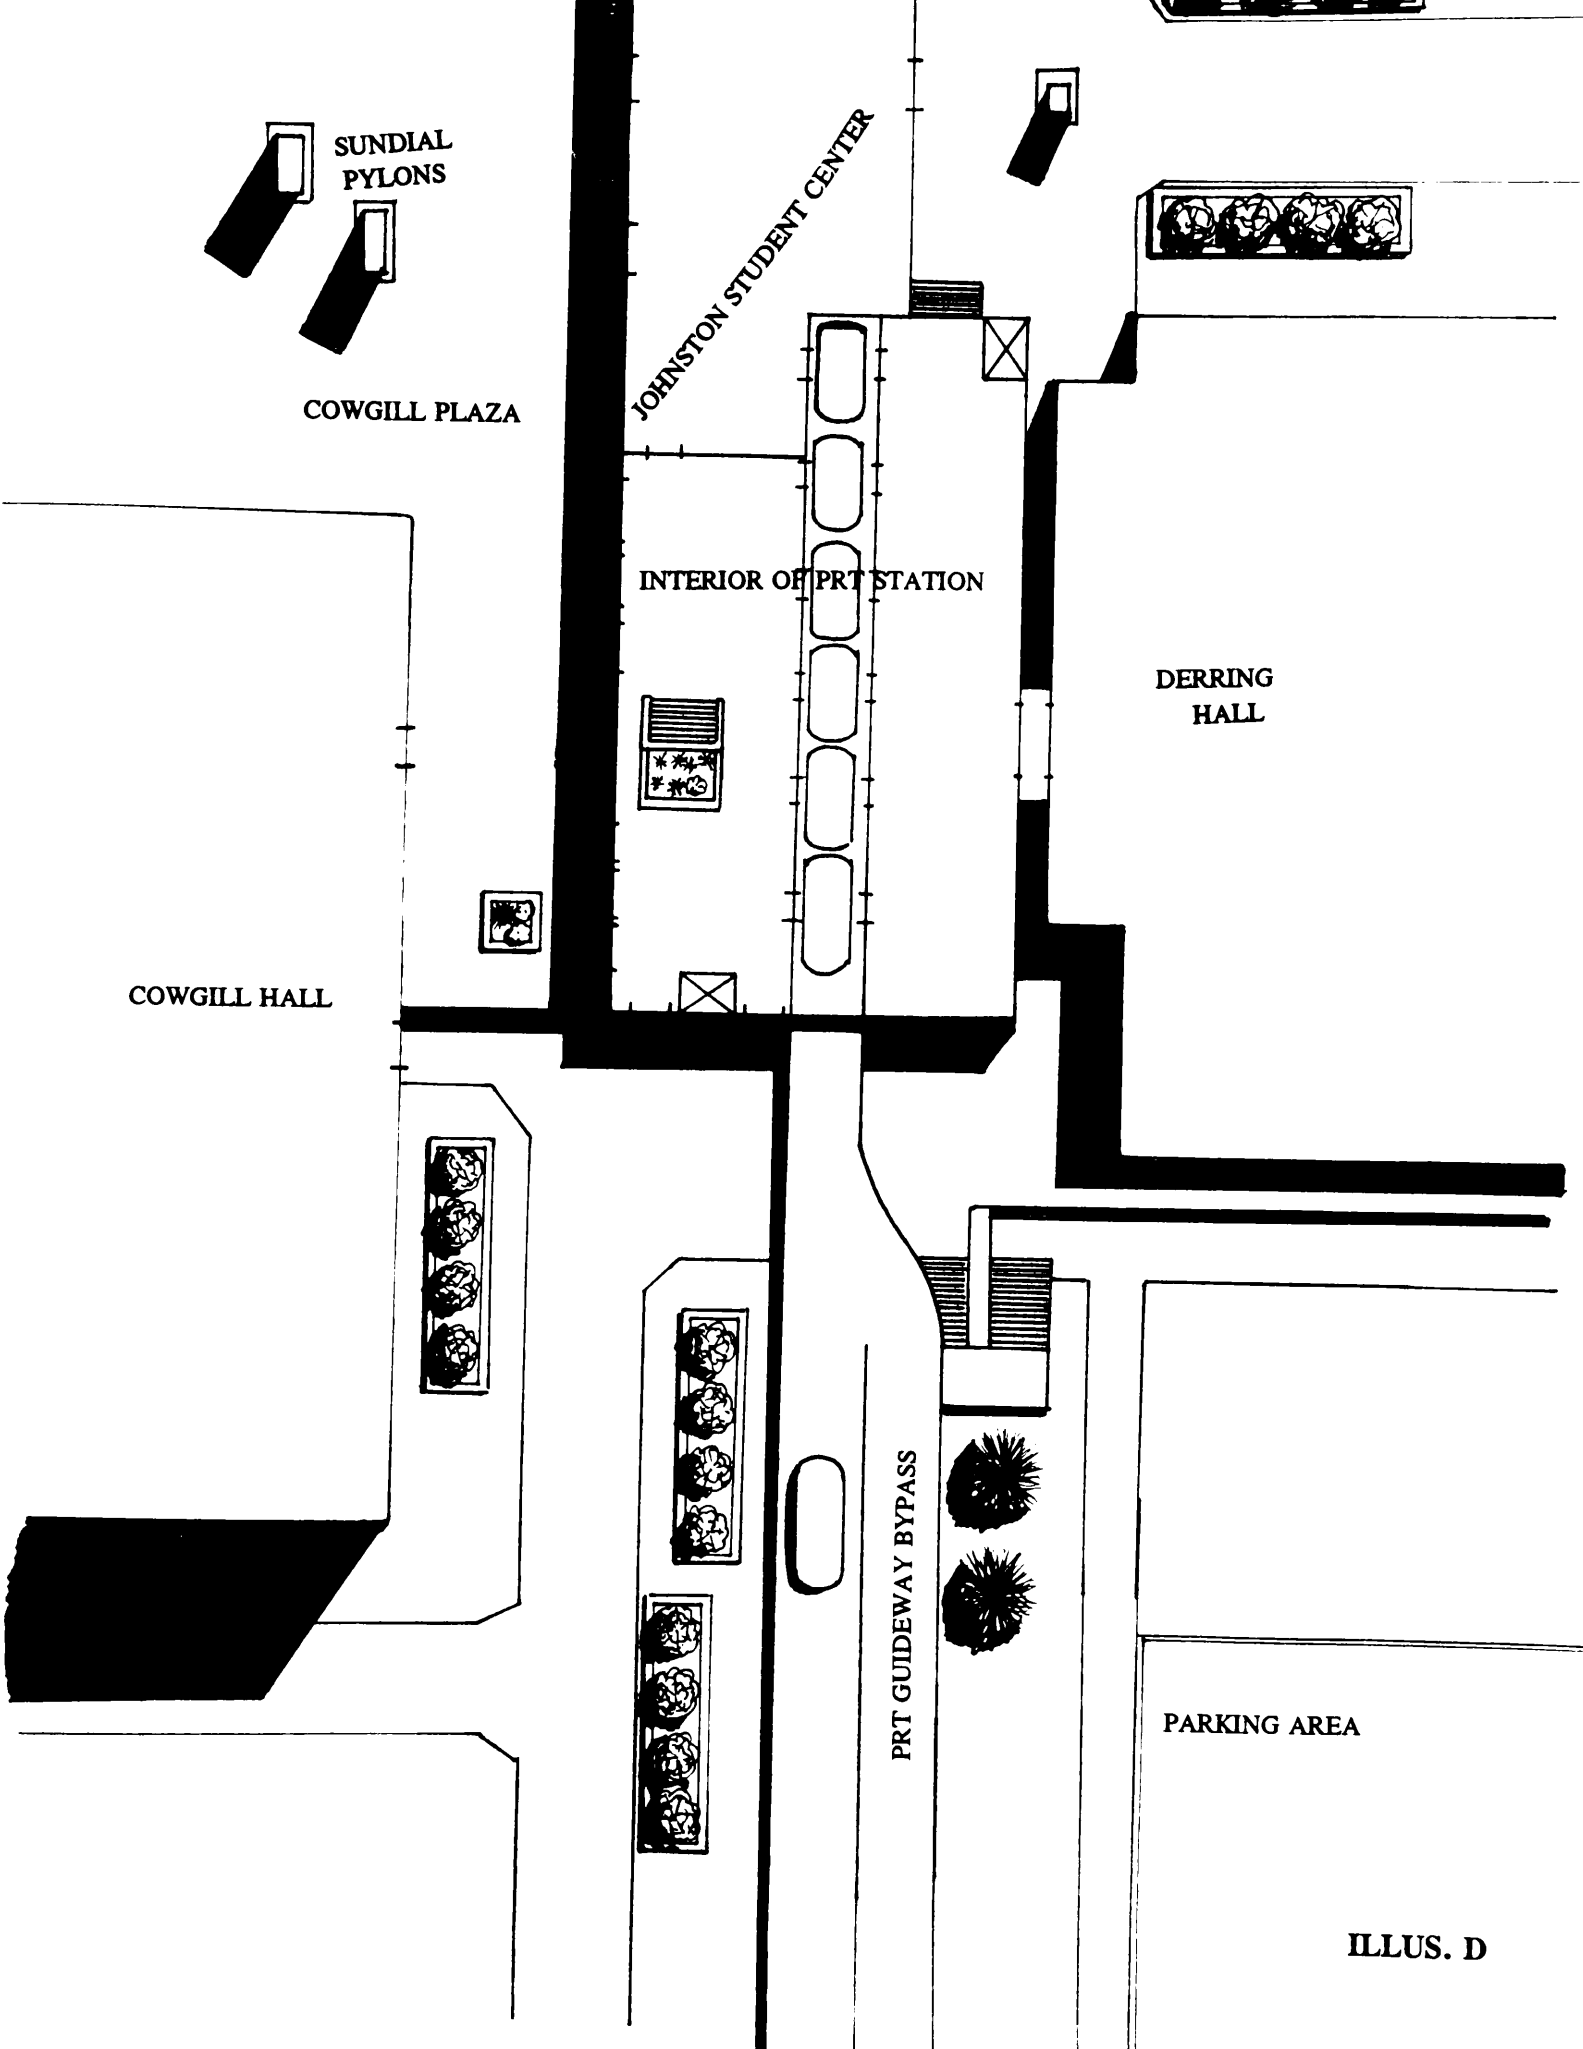 SUNDIAL
PYLONS
JOHNSTON STUDENT CENTER
COWGILL PLAZA
INTERIOR OF PRT STATION
DERRING
HALL
COWGILL HALL
PRT GUIDEWAY BYPASS
PARKING AREA
ILLUS. D